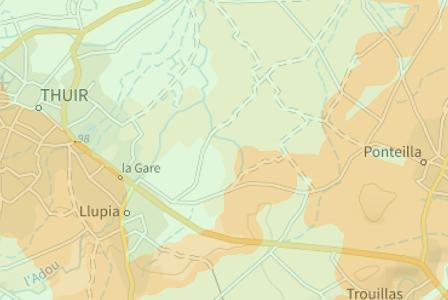 THUIR
98
la Gare
Ponteilla
Llupia
l'Adou
Trouillas